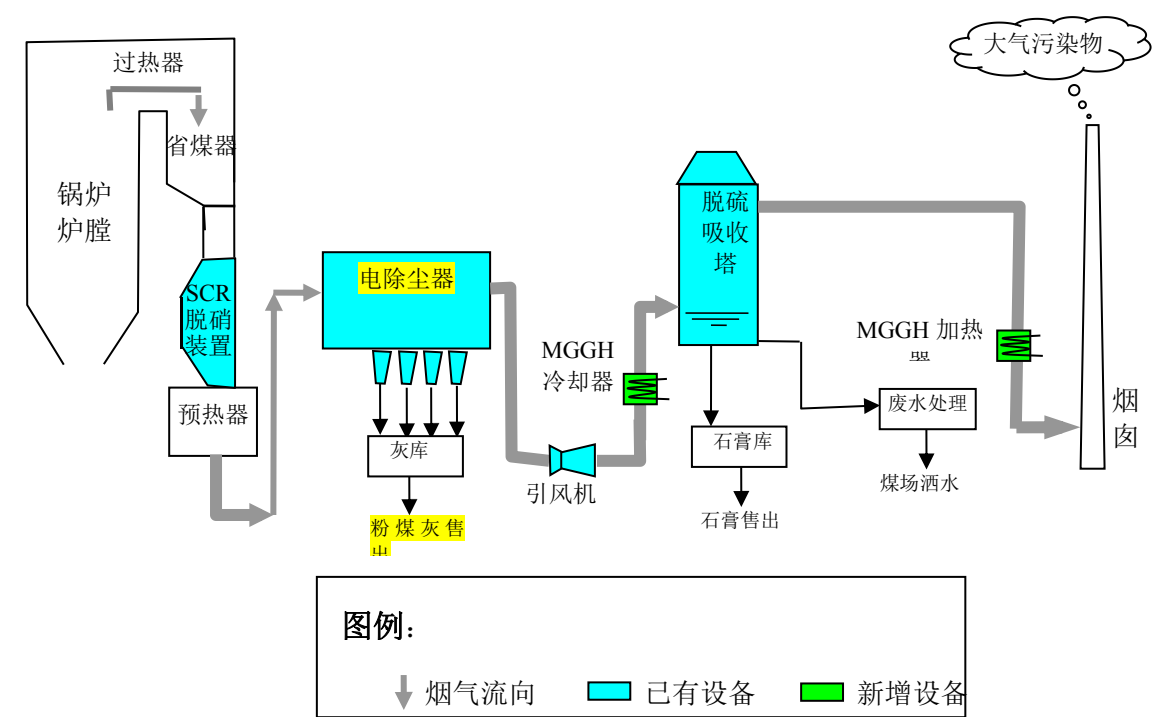 大气污染物
过热器
省煤器
锅炉
炉膛
SCR
脱硝
装置
预热器
电除尘器
灰库
粉煤灰售
出
引风机
MGGH
冷却器
脱硫
吸收
塔
石膏库
石膏售出
MGGH 加热
器
废水处理
煤场洒水
烟
囱
图例：
烟气流向
已有设备
新增设备